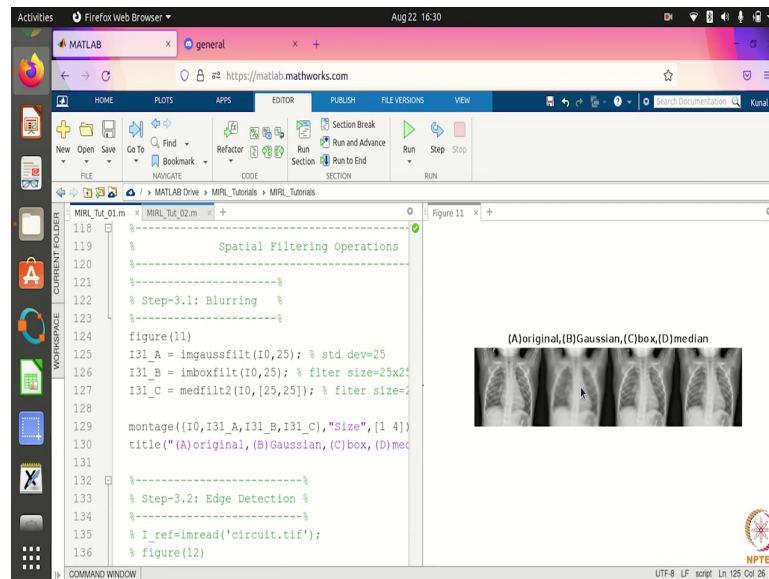 Activities Firefox Web Browser Aug 22 16:30
MATLAB × general × +
https://matlab.mathworks.com
HOME PLOTS APPS EDITOR PUBLISH FILE VERSIONS VIEW Search Documentation Kunal
New Open Save Go To Find Bookmark Refactor Run Section Section Break Run and Advance Run to End Run Step Stop
FILE NAVIGATE CODE SECTION RUN
/ > MATLAB Drive > MIRL_Tutorials > MIRL_Tutorials
CURRENT FOLDER
WORKSPACE
MIRL_Tut_01.m × MIRL_Tut_02.m × +
118 %--------------------------------------
119 % Spatial Filtering Operations
120 %--------------------------------------
121 %---------------------%
122 % Step-3.1: Blurring %
123 %---------------------%
124 figure(11)
125 I31_A = imgaussfilt(I0,25); % std dev=25
126 I31_B = imboxfilt(I0,25); % flter size=25x25
127 I31_C = medfilt2(I0,[25,25]); % flter size=2
128
129 montage({I0,I31_A,I31_B,I31_C},"Size",[1 4])
130 title("(A)original,(B)Gaussian,(C)box,(D)med
131
132 %-------------------------%
133 % Step-3.2: Edge Detection %
134 %-------------------------%
135 % I_ref=imread('circuit.tif');
136 % figure(12)
Figure 11 × +
(A)original,(B)Gaussian,(C)box,(D)median
NPTE
COMMAND WINDOW
UTF-8 LF script Ln 125 Col 26